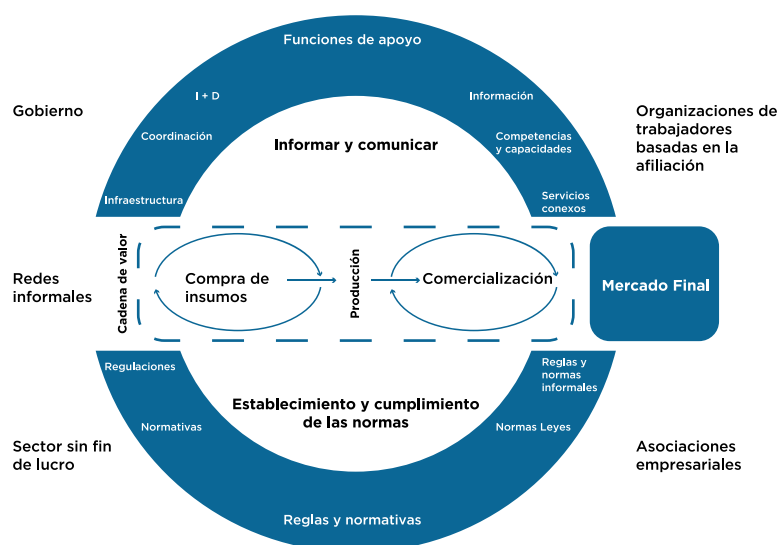 Funciones de apoyo
I + D
Información
Gobierno
Organizaciones de
trabajadores
basadas en la
afiliación
Coordinación
Competencias
y capacidades
Informar y comunicar
Infraestructura
Servicios
conexos
Redes
informales
Cadena de valor
Compra de
insumos
Producción
Comercialización
Mercado Final
Regulaciones
Reglas y
normas
informales
Establecimiento y cumplimiento
de las normas
Normativas
Normas Leyes
Sector sin fin
de lucro
Asociaciones
empresariales
Reglas y normativas